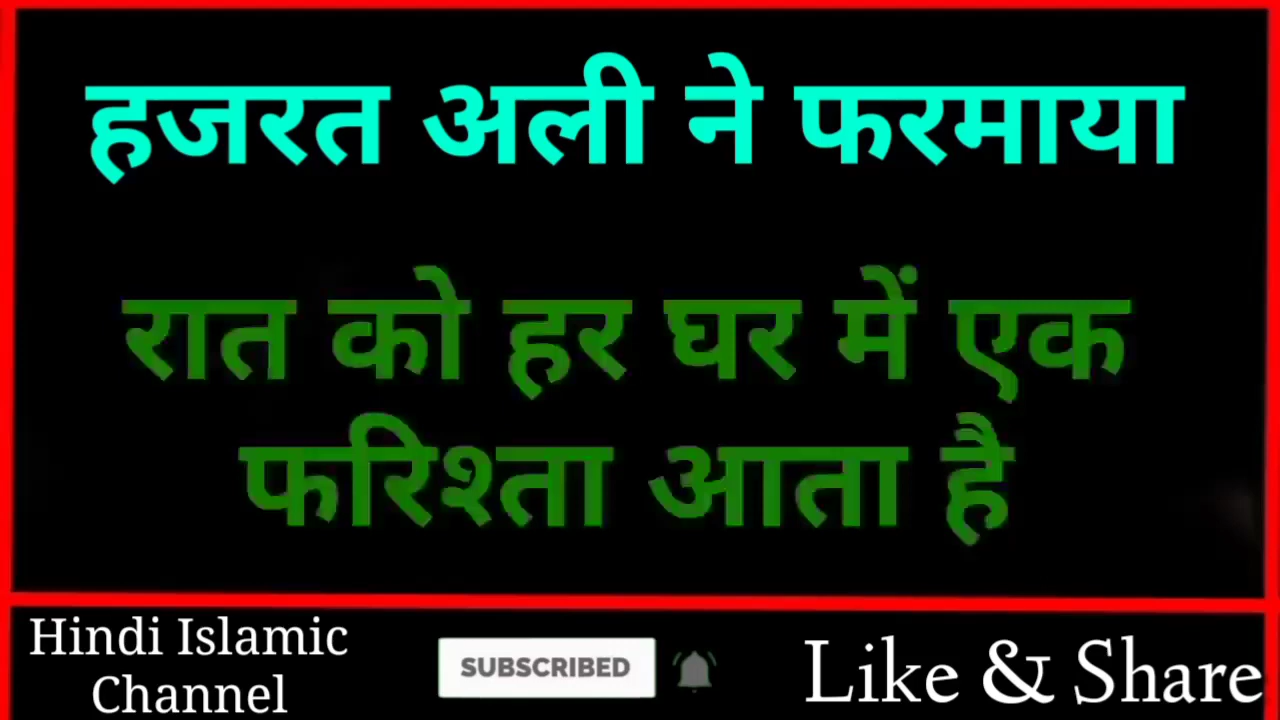 हजरत अली ने फरमाया
रात को हर घर में एक
फरिश्ता आता है
Hindi Islamic
Channel
SUBSCRIBED
Like & Share